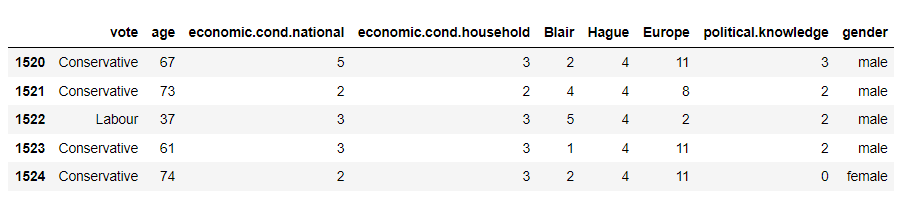 vote age economic.cond.national economic.cond.household Blair Hague Europe political.knowledge gender
1520 Conservative 67 5 3 2 4 11 3 male
1521 Conservative 73 2 2 4 4 8 2 male
1522 Labour 37 3 3 5 4 2 2 male
1523 Conservative 61 3 3 1 4 11 2 male
1524 Conservative 74 2 3 2 4 11 0 female